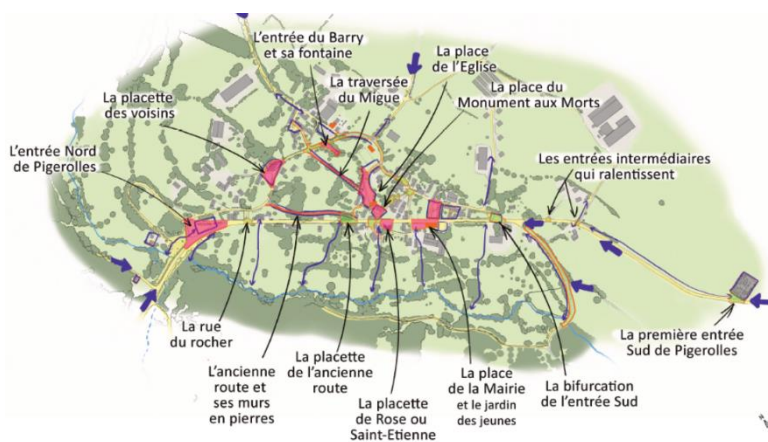 L'entrée du Barry
et sa fontaine
La place
de l'Eglise
La traversée
du Migue
La place du
Monument aux Morts
La placette
des voisins
L'entrée Nord
de Pigerolles
Les entrées intermédiaires
qui ralentissent
La rue
du rocher
L'ancienne
route et
ses murs
en pierres
La placette
de l'ancienne
route
La placette
de Rose ou
Saint-Etienne
La place
de la Mairie
et le jardin
des jeunes
La bifurcation
de l'entrée Sud
La première entrée
Sud de Pigerolles